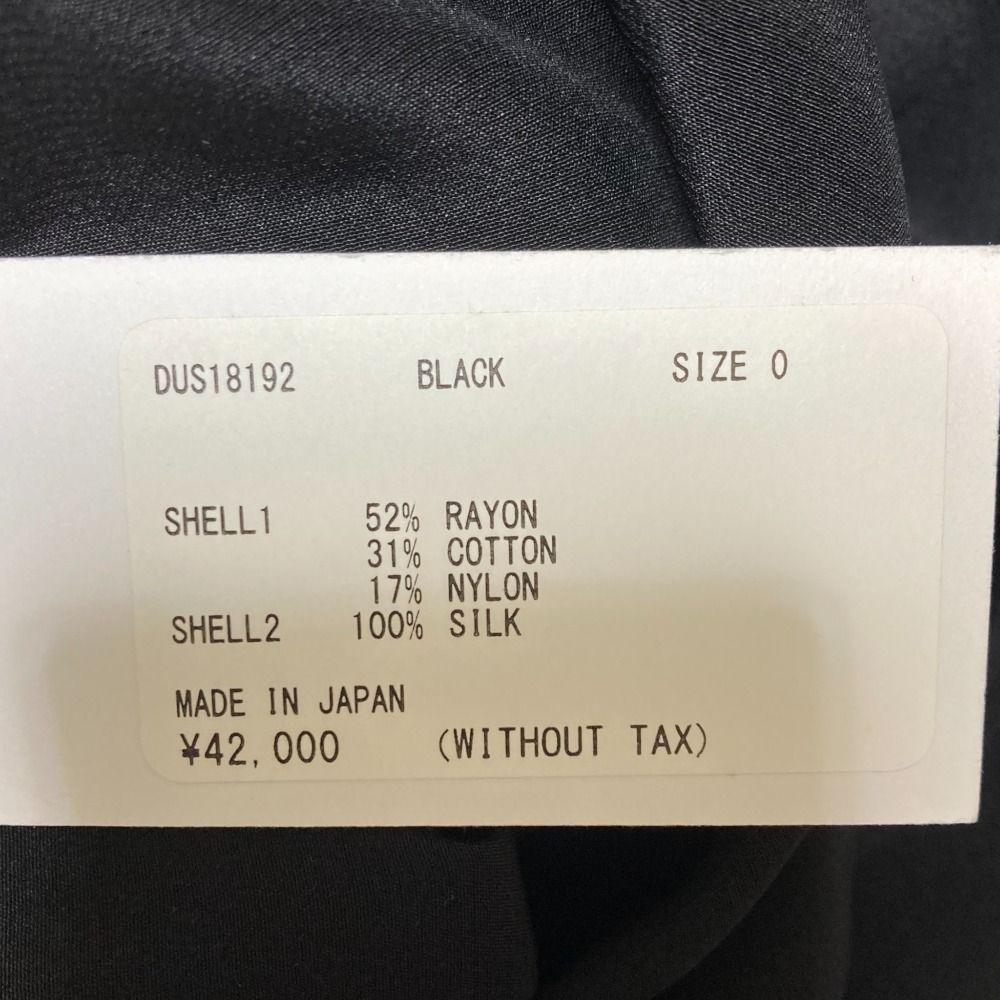 DUS18192 BLACK SIZE 0
SHELL1 52% RAYON
31% COTTON
17% NYLON
SHELL2 100% SILK
MADE IN JAPAN
¥42,000 (WITHOUT TAX)